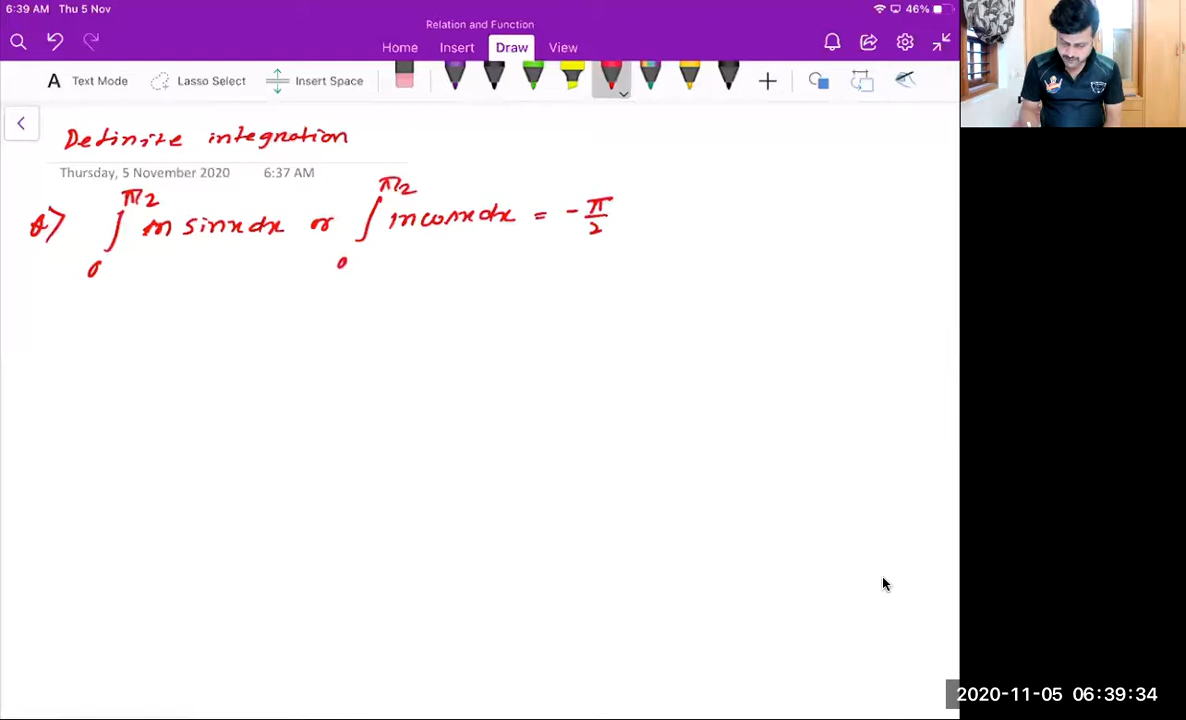 6:39 AM Thu 5 Nov
46%
Relation and Function
Home Insert Draw View
A Text Mode Lasso Select Insert Space
Definite integration
Thursday, 5 November 2020 6:37 AM
Q) ∫₀^(π/2) ln sinx dx or ∫₀^(π/2) ln cosx dx = -π/2
2020-11-05 06:39:34